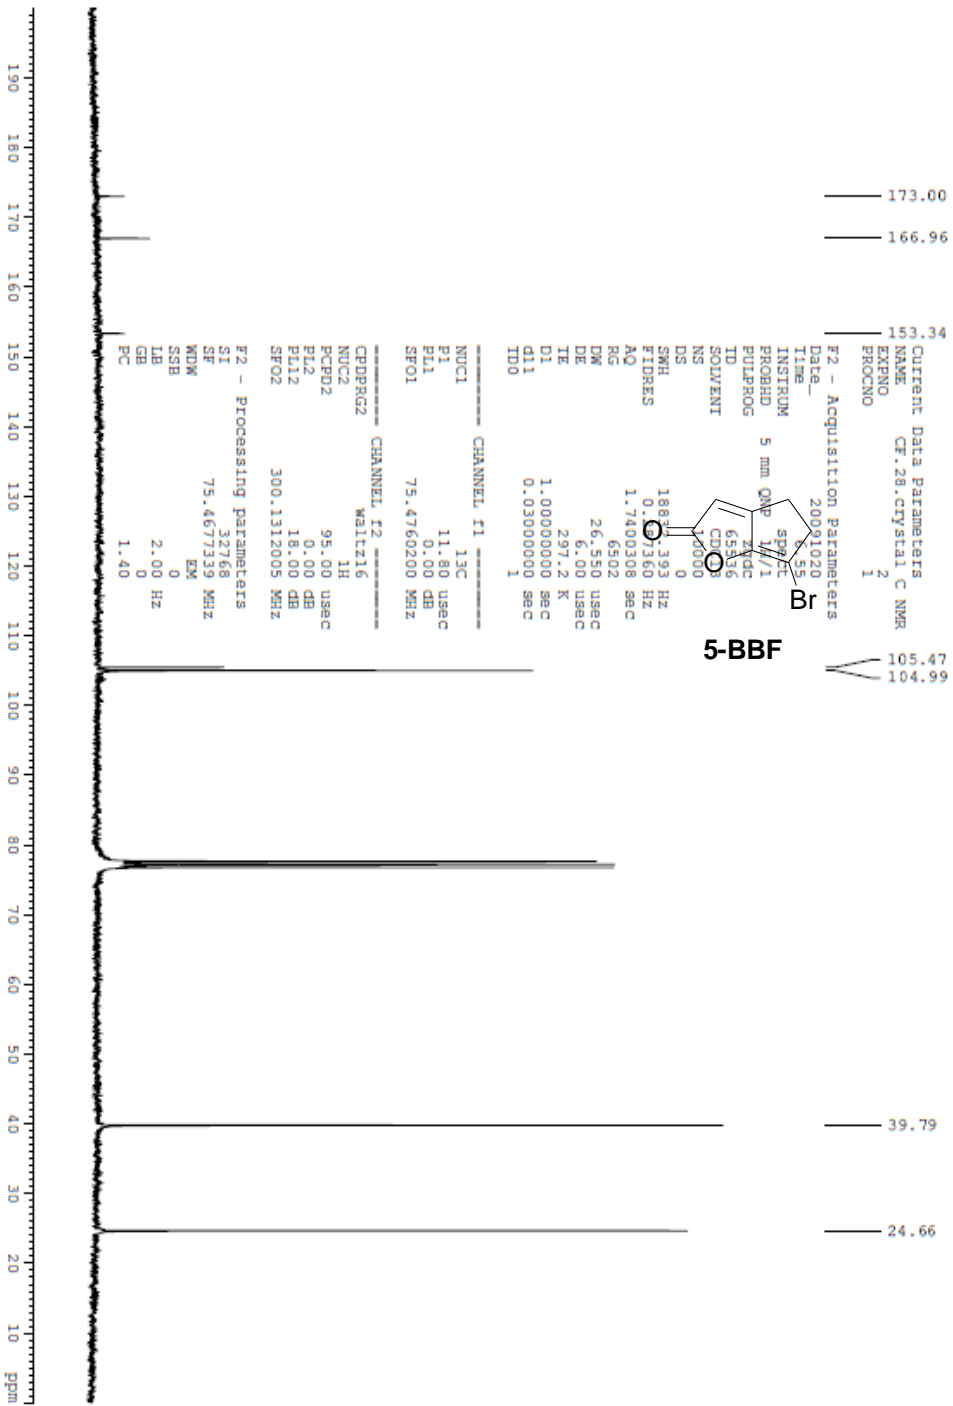 173.00
166.96
153.34
105.47
104.99
39.79
24.66
Current Data Parameters
NAME CF.28.crystal C NMR
EXPNO 2
PROCNO 1
F2 - Acquisition Parameters
Date_ 20091020
Time
INSTRUM spect
PROBHD 5 mm QNP 1H/1
PULPROG zgdc
TD 65536
SOLVENT CDCl3
NS
DS 0
SWH Hz
FIDRES Hz
AQ 1.7400308 sec
RG 6502
DW 26.550 usec
DE 6.00 usec
TE 297.2 K
D1 1.00000000 sec
d11 0.03000000 sec
TD0 1
======== CHANNEL f1 ========
NUC1 13C
P1 11.80 usec
PL1 0.00 dB
SFO1 75.4760200 MHz
======== CHANNEL f2 ========
CPDPRG2 waltz16
NUC2 1H
PCPD2 95.00 usec
PL2 0.00 dB
PL12 18.00 dB
SFO2 300.1312005 MHz
F2 - Processing parameters
SI 32768
SF 75.4677339 MHz
WDW EM
SSB 0
LB 2.00 Hz
GB 0
PC 1.40
O
O
Br
5-BBF
190 180 170 160 150 140 130 120 110 100 90 80 70 60 50 40 30 20 10 ppm